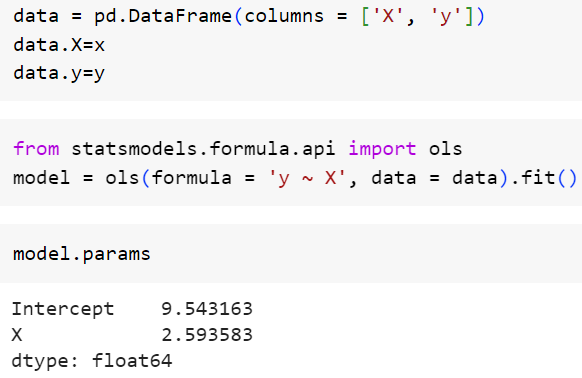 data = pd.DataFrame(columns = ['X', 'y'])
data.X=x
data.y=y
from statsmodels.formula.api import ols
model = ols(formula = 'y ~ X', data = data).fit()
model.params
Intercept    9.543163
X            2.593583
dtype: float64